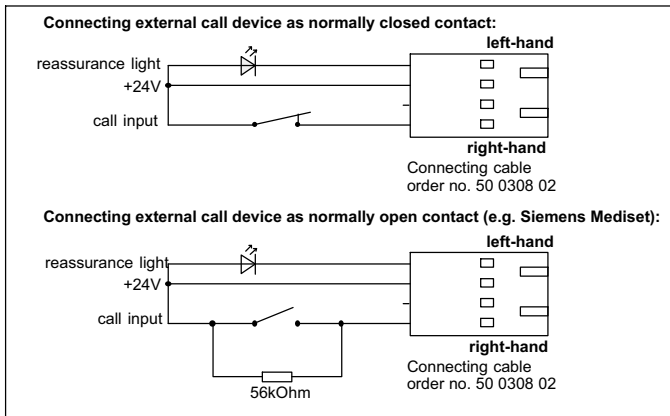 Connecting external call device as normally closed contact:
left-hand
reassurance light
+24V
call input
right-hand
Connecting cable
order no. 50 0308 02
Connecting external call device as normally open contact (e.g. Siemens Mediset):
left-hand
reassurance light
+24V
call input
right-hand
Connecting cable
order no. 50 0308 02
56kOhm